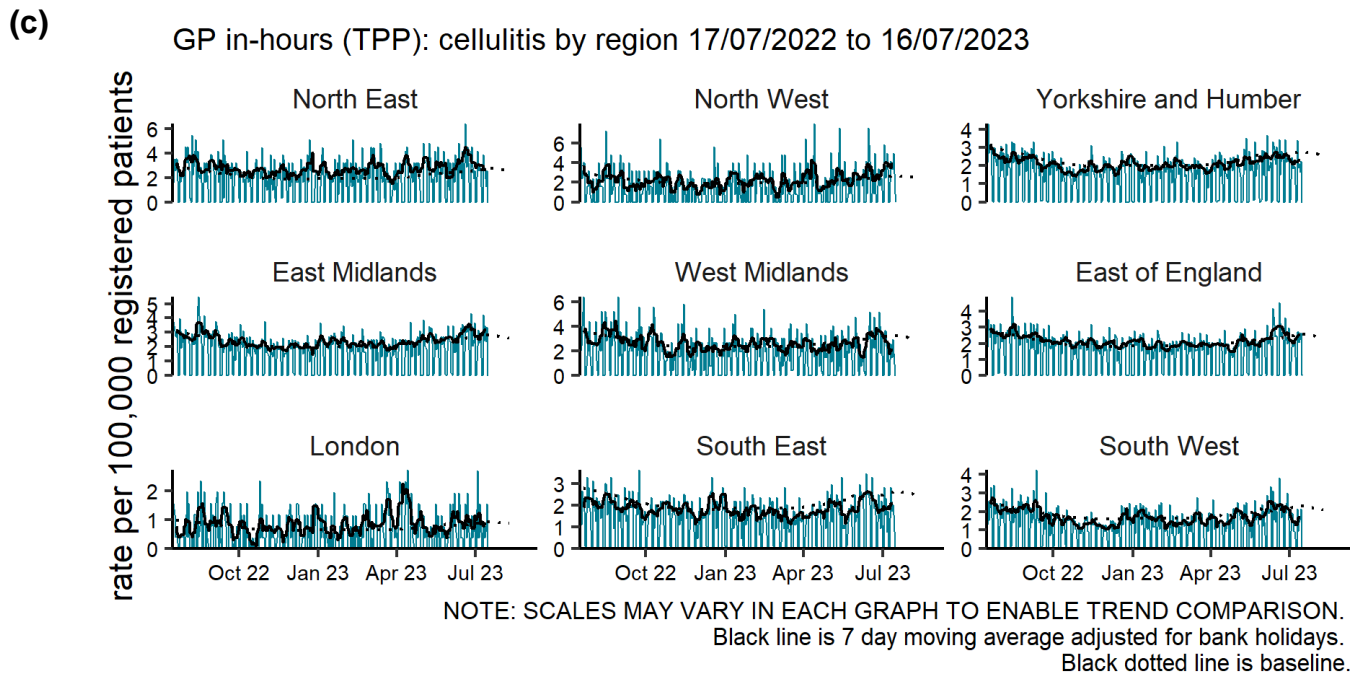 (c)
GP in-hours (TPP): cellulitis by region 17/07/2022 to 16/07/2023
rate per 100,000 registered patients
North East
6
4
2
0
North West
6
4
2
0
Yorkshire and Humber
4
3
2
1
0
East Midlands
5
4
3
2
1
0
West Midlands
6
4
2
0
East of England
4
3
2
1
0
London
2
1
0
South East
3
2
1
0
South West
4
3
2
1
0
Oct 22 Jan 23 Apr 23 Jul 23
Oct 22 Jan 23 Apr 23 Jul 23
Oct 22 Jan 23 Apr 23 Jul 23
NOTE: SCALES MAY VARY IN EACH GRAPH TO ENABLE TREND COMPARISON.
Black line is 7 day moving average adjusted for bank holidays.
Black dotted line is baseline.